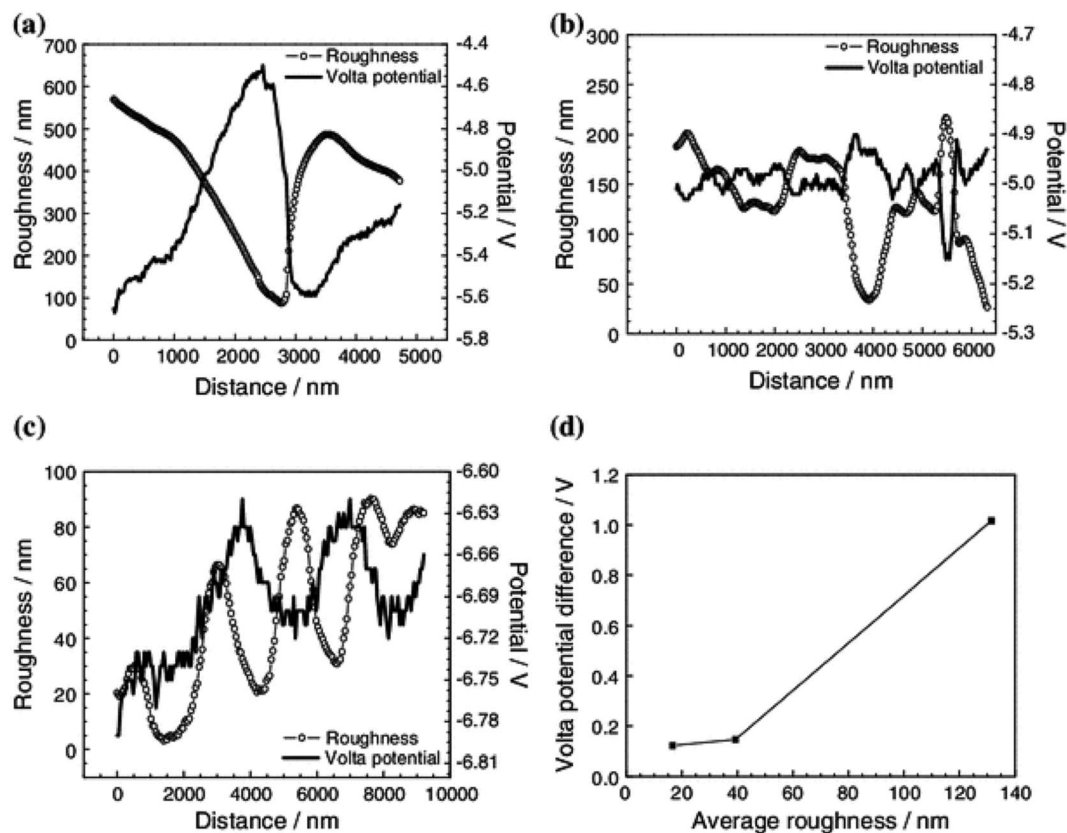 (a)
700
600
500
400
300
200
100
0
Roughness / nm
Roughness
Volta potential
-4.4
-4.6
-4.8
-5.0
-5.2
-5.4
-5.6
-5.8
Potential / V
0 1000 2000 3000 4000 5000
Distance / nm
(b)
300
250
200
150
100
50
0
Roughness / nm
Roughness
Volta potential
-4.7
-4.8
-4.9
-5.0
-5.1
-5.2
-5.3
Potential / V
0 1000 2000 3000 4000 5000 6000
Distance / nm
(c)
100
80
60
40
20
0
Roughness / nm
Roughness
Volta potential
-6.60
-6.63
-6.66
-6.69
-6.72
-6.75
-6.78
-6.81
Potential / V
0 2000 4000 6000 8000 10000
Distance / nm
(d)
1.2
1.0
0.8
0.6
0.4
0.2
0.0
Volta potential difference / V
0 20 40 60 80 100 120 140
Average roughness / nm